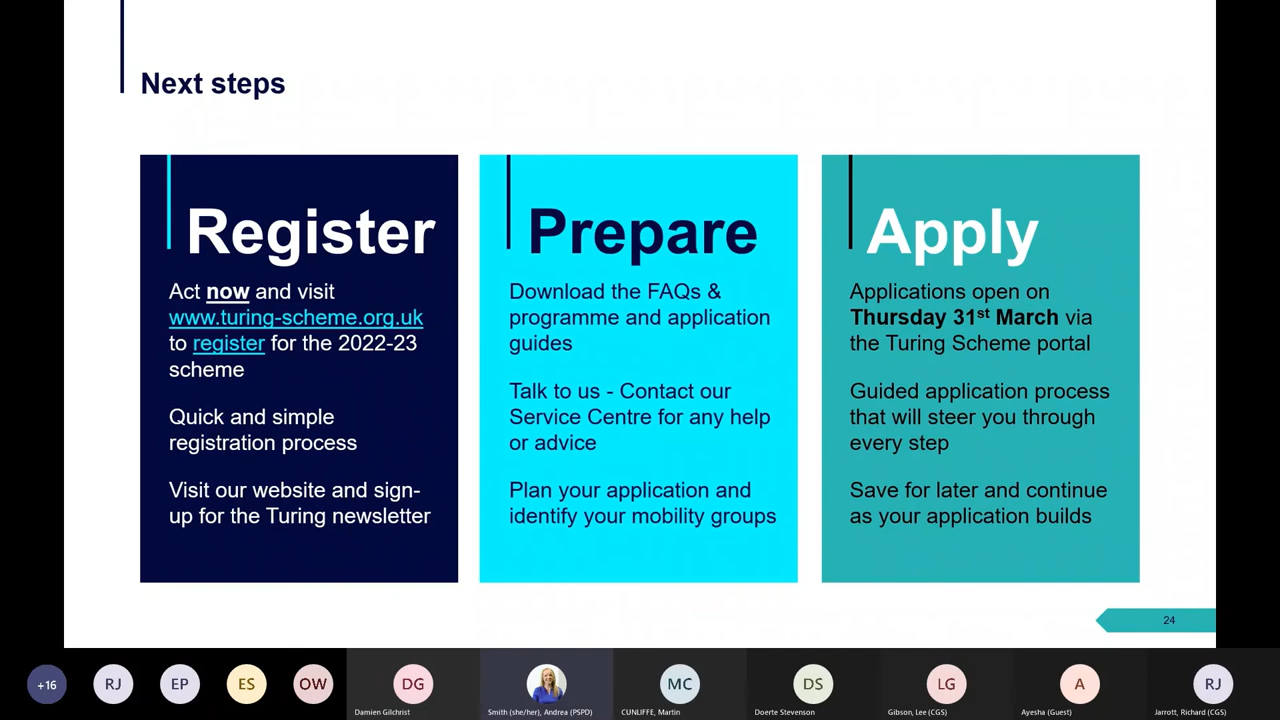 Next steps
Register
Act now and visit
www.turing-scheme.org.uk
to register for the 2022-23
scheme
Quick and simple
registration process
Visit our website and sign-
up for the Turing newsletter
Prepare
Download the FAQs &
programme and application
guides
Talk to us - Contact our
Service Centre for any help
or advice
Plan your application and
identify your mobility groups
Apply
Applications open on
Thursday 31st March via
the Turing Scheme portal
Guided application process
that will steer you through
every step
Save for later and continue
as your application builds
24
+16
RJ
EP
ES
OW
DG
Damien Gilchrist
Smith (she/her), Andrea (PSPD)
MC
CUNLIFFE, Martin
DS
Doerte Stevenson
LG
Gibson, Lee (CGS)
A
Ayesha (Guest)
RJ
Jarrott, Richard (CGS)